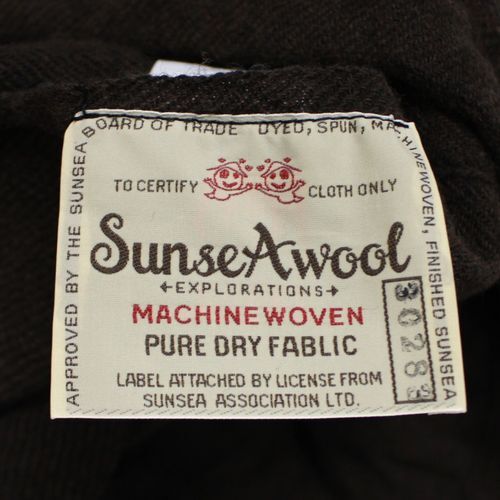 APPROVED BY THE SUNSEA BOARD OF TRADE DYED, SPUN, MACHINEWOVEN, FINISHED SUNSEA
TO CERTIFY CLOTH ONLY
SunseAwool
EXPLORATIONS
MACHINEWOVEN
PURE DRY FABLIC
LABEL ATTACHED BY LICENSE FROM
SUNSEA ASSOCIATION LTD.
30283